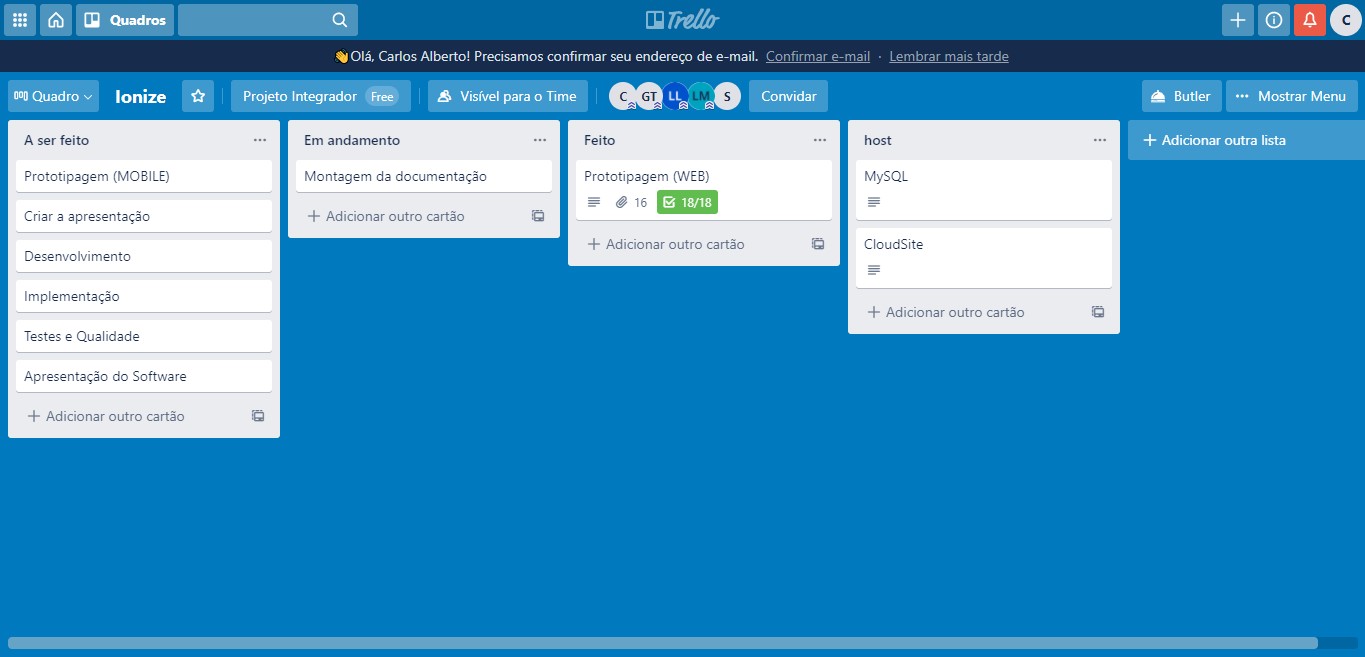 Quadros
Trello
C
👋Olá, Carlos Alberto! Precisamos confirmar seu endereço de e-mail. Confirmar e-mail · Lembrar mais tarde
Quadro
Ionize
Projeto Integrador Free
Visível para o Time
C GT LL LM S
Convidar
Butler
Mostrar Menu
A ser feito
Prototipagem (MOBILE)
Criar a apresentação
Desenvolvimento
Implementação
Testes e Qualidade
Apresentação do Software
Adicionar outro cartão
Em andamento
Montagem da documentação
Adicionar outro cartão
Feito
Prototipagem (WEB)
16 18/18
Adicionar outro cartão
host
MySQL
CloudSite
Adicionar outro cartão
Adicionar outra lista